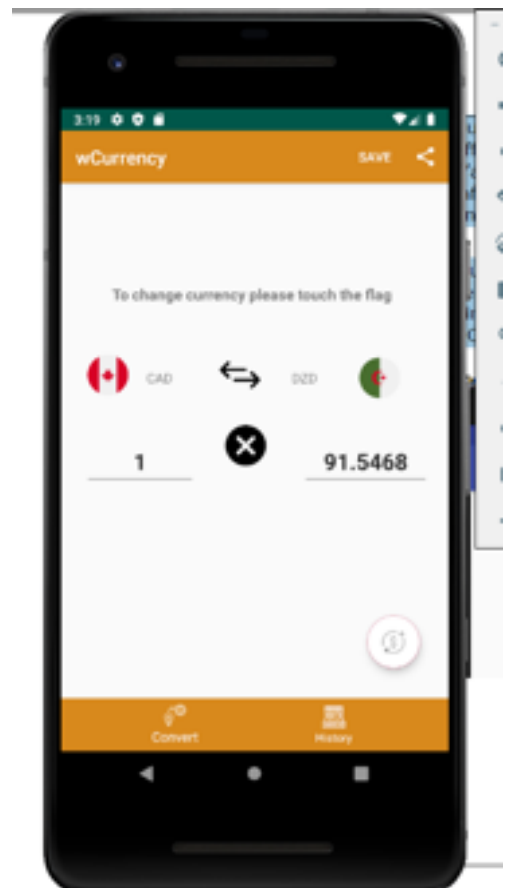 3:19
wCurrency SAVE
To change currency please touch the flag
CAD DZD
1 91.5468
Convert History